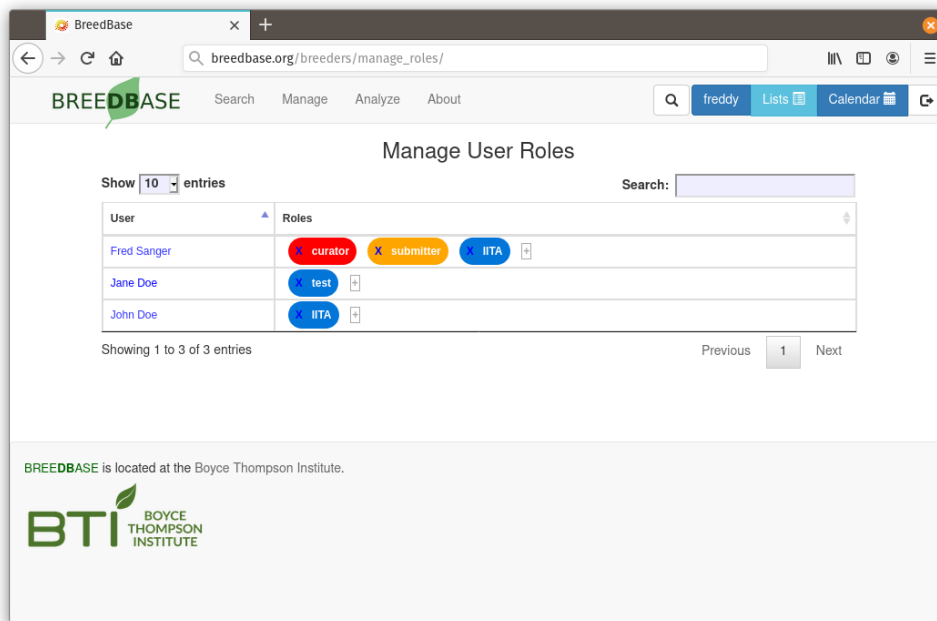 BreedBase
breedbase.org/breeders/manage_roles/
BREEDBASE Search Manage Analyze About freddy Lists Calendar
Manage User Roles
Show 10 entries Search:
User Roles
Fred Sanger X curator X submitter X IITA +
Jane Doe X test +
John Doe X IITA +
Showing 1 to 3 of 3 entries Previous 1 Next
BREEDBASE is located at the Boyce Thompson Institute.
BTI BOYCE
THOMPSON
INSTITUTE